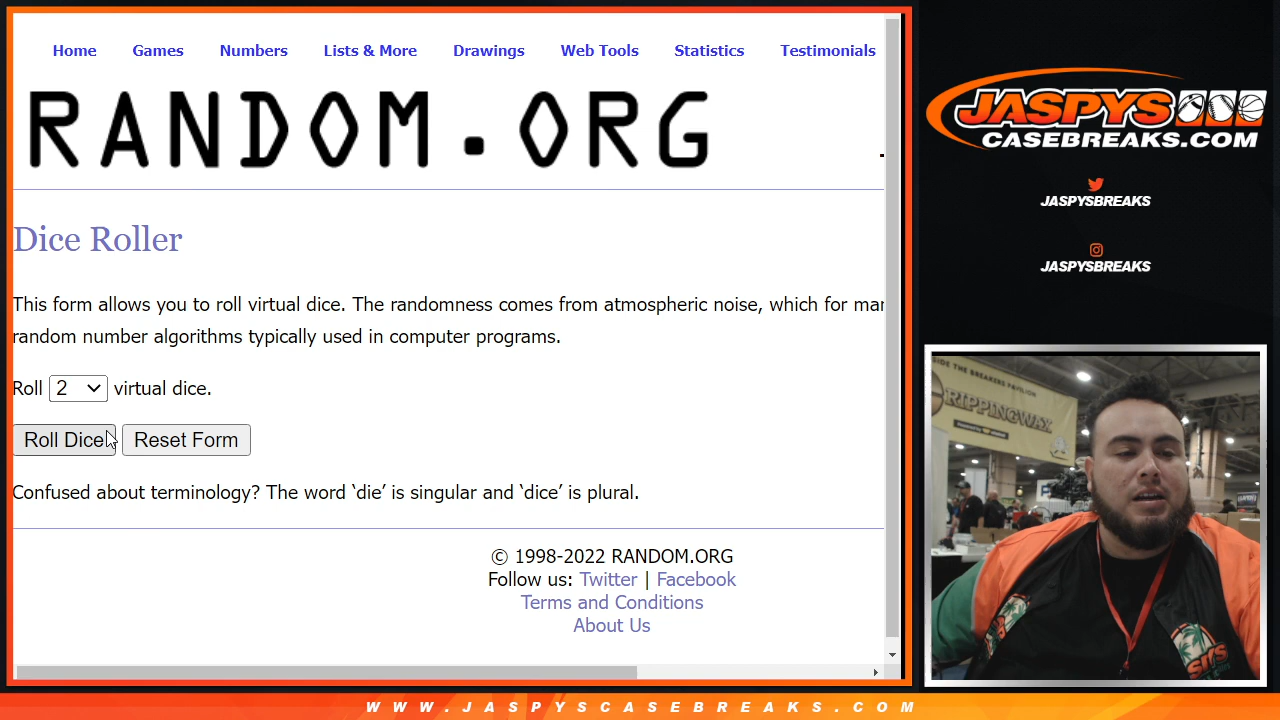 Home Games Numbers Lists & More Drawings Web Tools Statistics Testimonials
RANDOM.ORG
Dice Roller
This form allows you to roll virtual dice. The randomness comes from atmospheric noise, which for
random number algorithms typically used in computer programs.
Roll 2 virtual dice.
Roll Dice Reset Form
Confused about terminology? The word ‘die’ is singular and ‘dice’ is plural.
© 1998-2022 RANDOM.ORG
Follow us: Twitter | Facebook
Terms and Conditions
About Us
JASPYS
CASEBREAKS.COM
JASPYSBREAKS
JASPYSBREAKS
THE BREAKERS PAVILION
RIPPINGWAX
WWW.JASPYSCASEBREAKS.COM